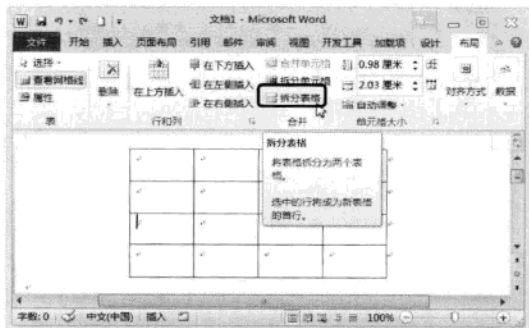 文档1 - Microsoft Word
文件 开始 插入 页面布局 引用 邮件 审阅 视图 开发工具 加载项 设计 布局
选择
查看网格线
属性
表
删除
在上方插入
在下方插入
在左侧插入
在右侧插入
行和列
合并单元格
拆分单元格
拆分表格
合并
0.98 厘米
2.03 厘米
自动调整
单元格大小
对齐方式
数据
拆分表格
将表格拆分为两个表
格。
选中的行将成为新表格
的首行。
字数: 0 中文(中国) 插入 100%